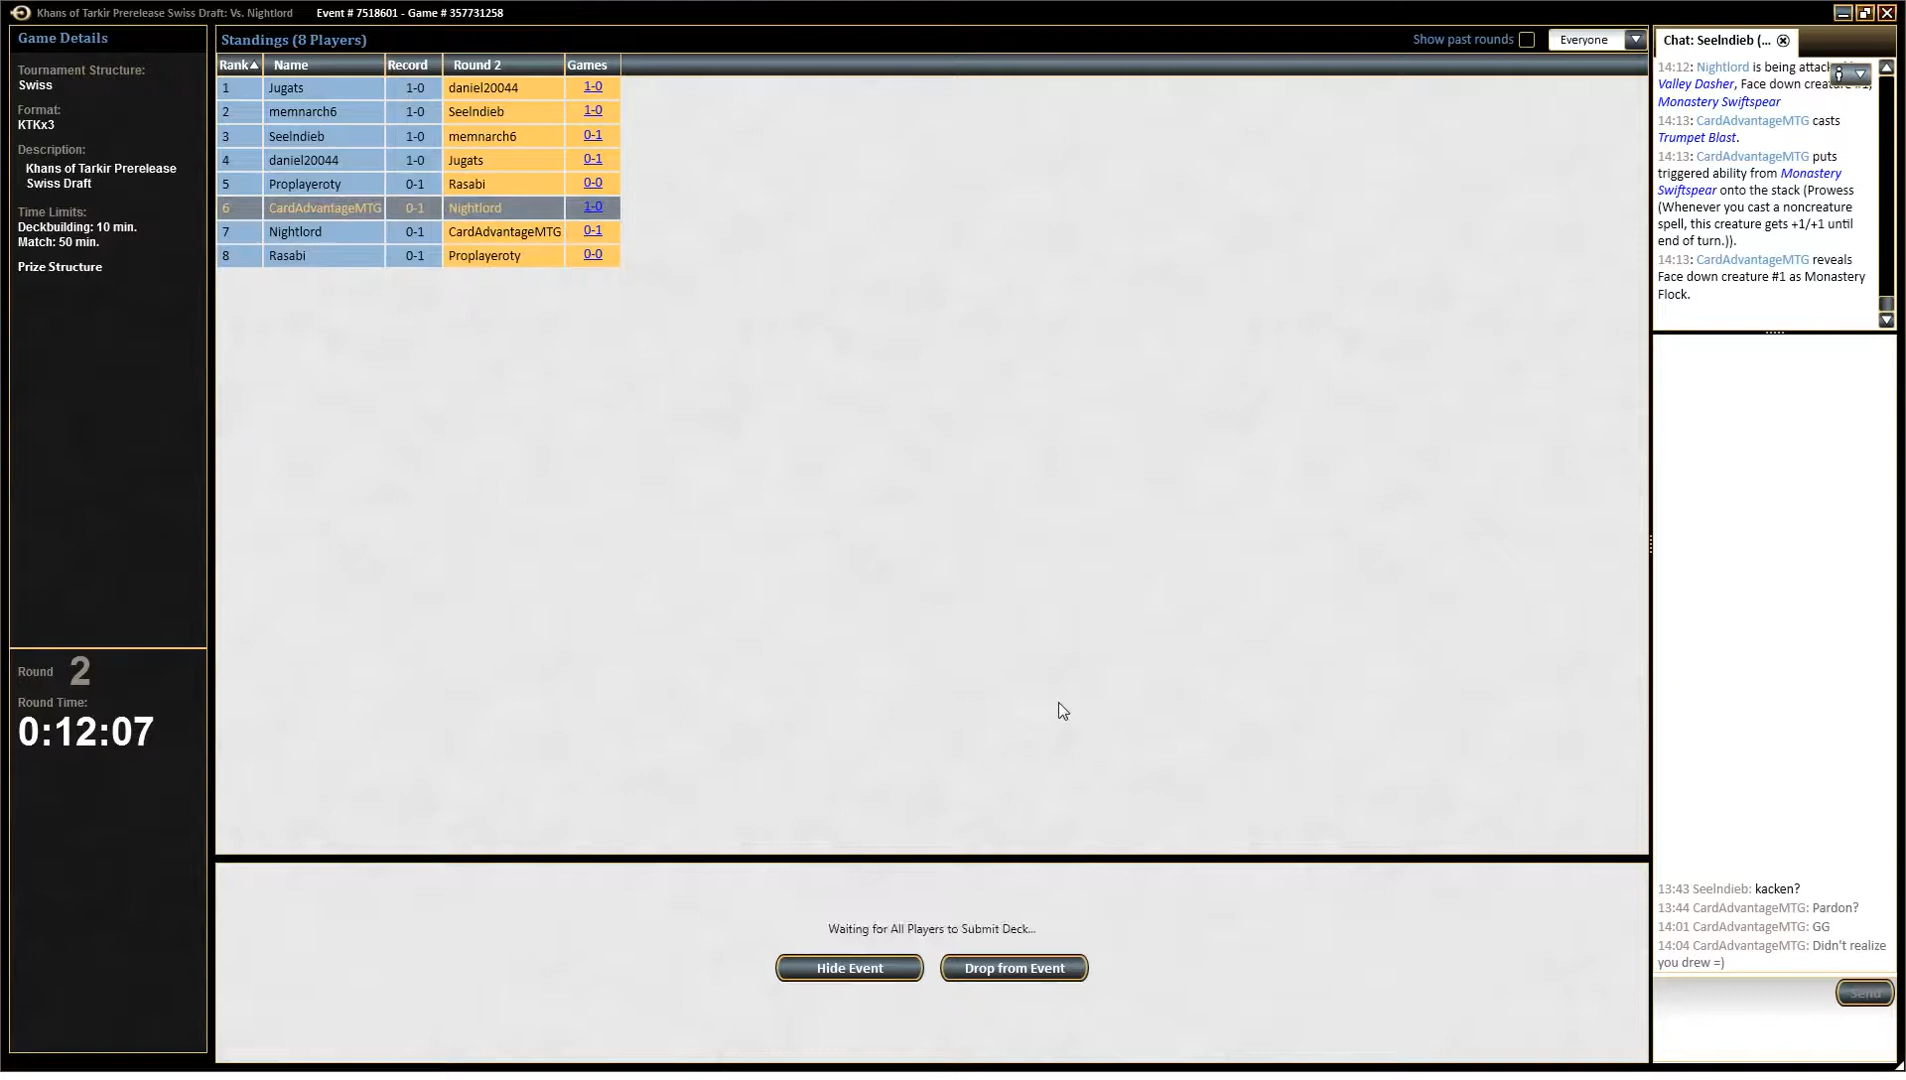 Khans of Tarkir Prerelease Swiss Draft: Vs. Nightlord
Event # 7518601 - Game # 357731258
Game Details
Tournament Structure:
Swiss
Format:
KTKx3
Description:
Khans of Tarkir Prerelease
Swiss Draft
Time Limits:
Deckbuilding: 10 min.
Match: 50 min.
Prize Structure
Round 2
Round Time:
0:12:07
Standings (8 Players)
Show past rounds
Everyone
Rank Name Record Round 2 Games
1 Jugats 1-0 daniel20044 1-0
2 memnarch6 1-0 Seelndieb 1-0
3 Seelndieb 1-0 memnarch6 0-1
4 daniel20044 1-0 Jugats 0-1
5 Proplayeroty 0-1 Rasabi 0-0
6 CardAdvantageMTG 0-1 Nightlord 1-0
7 Nightlord 0-1 CardAdvantageMTG 0-1
8 Rasabi 0-1 Proplayeroty 0-0
Waiting for All Players to Submit Deck...
Hide Event
Drop from Event
Chat: Seelndieb (...
14:12: Nightlord is being attac
Valley Dasher, Face down creature #1,
Monastery Swiftspear
14:13: CardAdvantageMTG casts
Trumpet Blast.
14:13: CardAdvantageMTG puts
triggered ability from Monastery
Swiftspear onto the stack (Prowess
(Whenever you cast a noncreature
spell, this creature gets +1/+1 until
end of turn.)).
14:13: CardAdvantageMTG reveals
Face down creature #1 as Monastery
Flock.
13:43 Seelndieb: kacken?
13:44 CardAdvantageMTG: Pardon?
14:01 CardAdvantageMTG: GG
14:04 CardAdvantageMTG: Didn't realize
you drew =)
Send